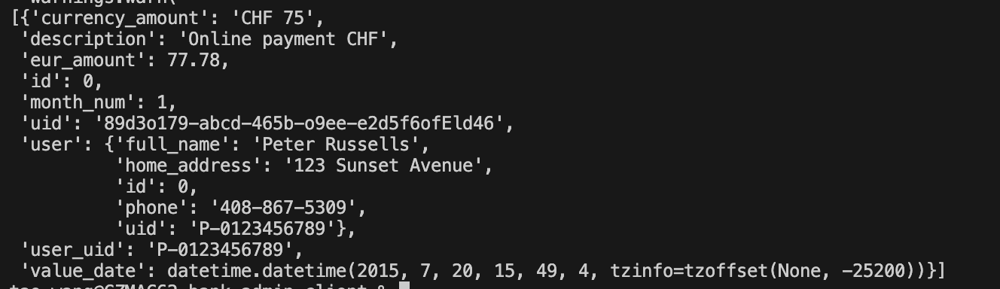 warnings.warn(
[{'currency_amount': 'CHF 75',
'description': 'Online payment CHF',
'eur_amount': 77.78,
'id': 0,
'month_num': 1,
'uid': '89d3o179-abcd-465b-o9ee-e2d5f6ofEld46',
'user': {'full_name': 'Peter Russells',
'home_address': '123 Sunset Avenue',
'id': 0,
'phone': '408-867-5309',
'uid': 'P-0123456789'},
'user_uid': 'P-0123456789',
'value_date': datetime.datetime(2015, 7, 20, 15, 49, 4, tzinfo=tzoffset(None, -25200))}]